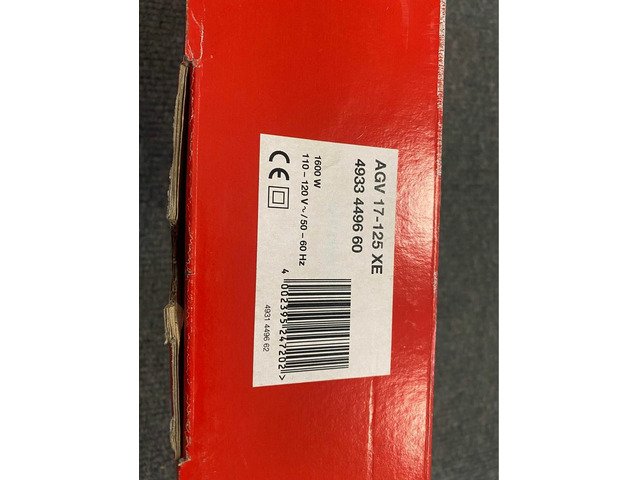 AGV 17-125 XE
4933 4496 60
1600 W
110 – 120 V ~ / 50 – 60 Hz
CE
4 002395 247202 >
4931 4496 62